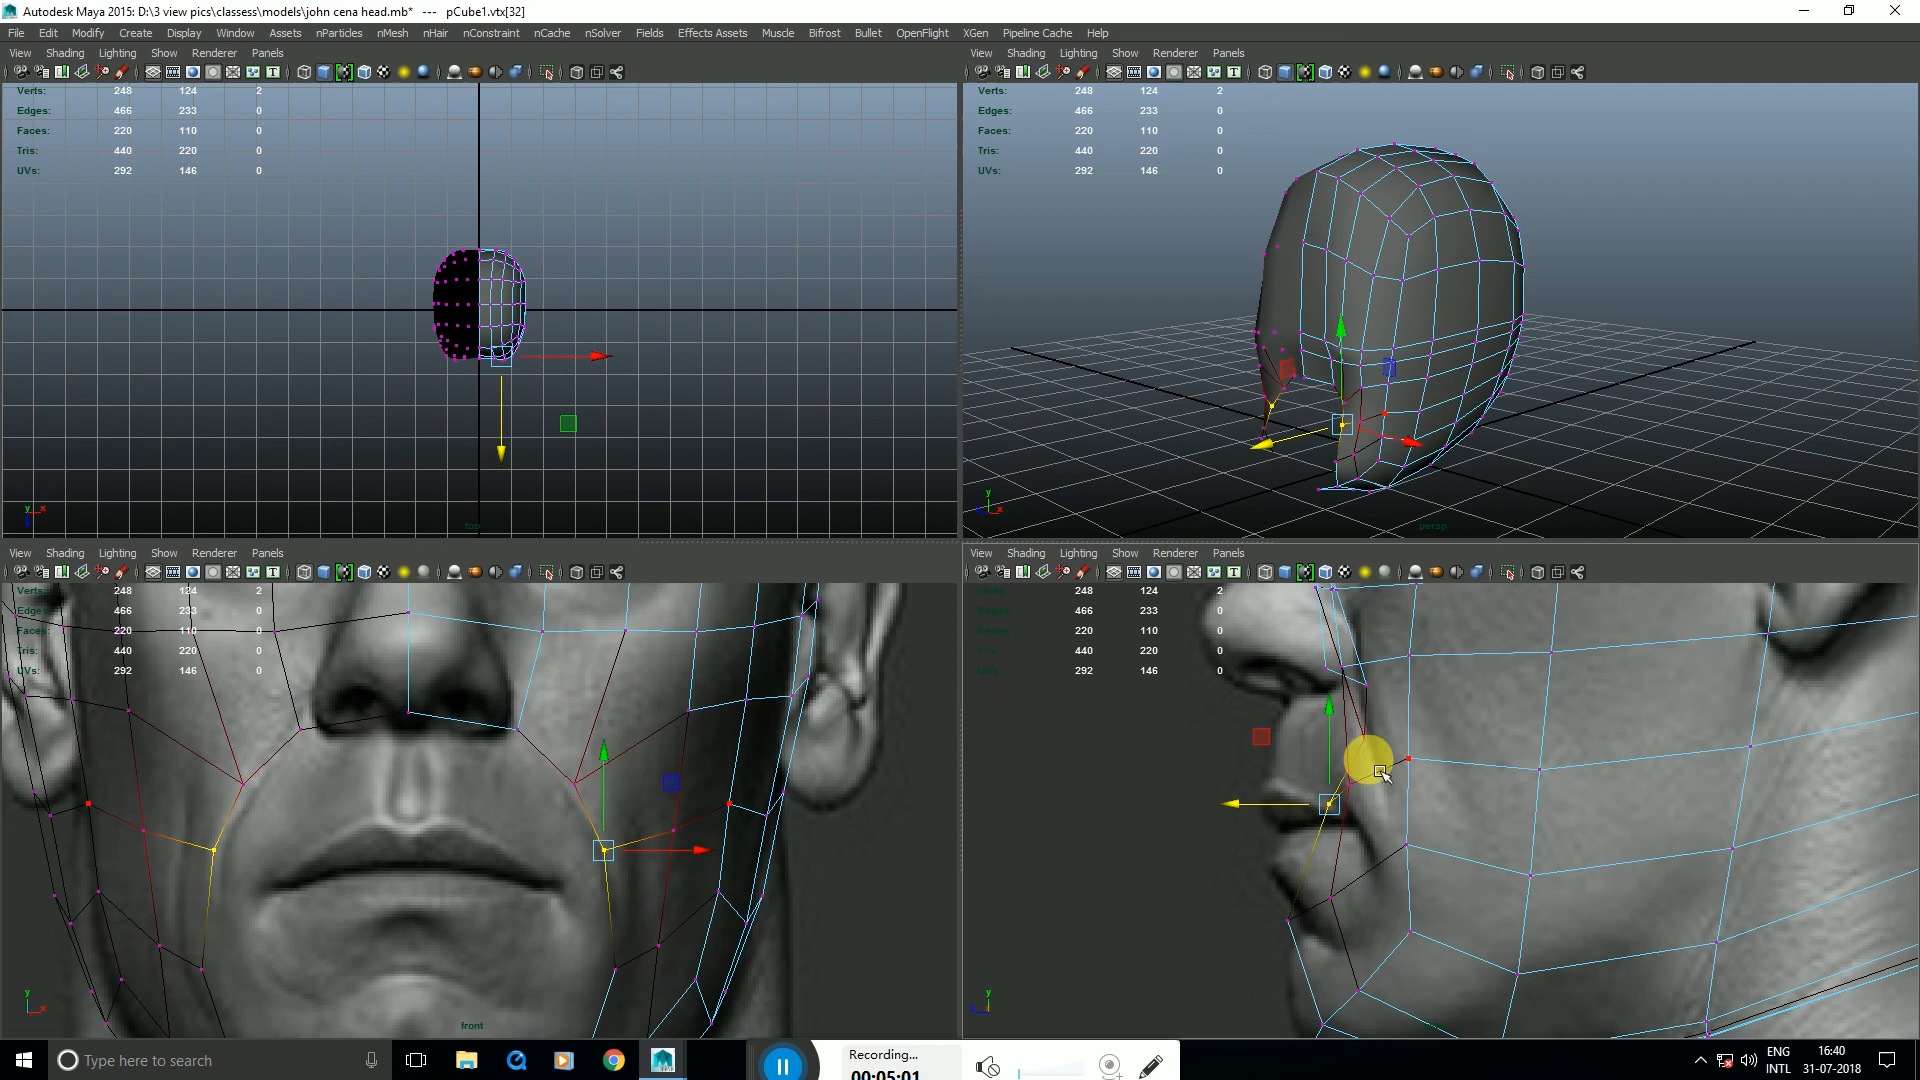 Autodesk Maya 2015: D:\3 view pics\classess\models\john cena head.mb* --- pCube1.vtx[32]
File Edit Modify Create Display Window Assets nParticles nMesh nHair nConstraint nCache nSolver Fields Effects Assets Muscle Bifrost Bullet OpenFlight XGen Pipeline Cache Help
View Shading Lighting Show Renderer Panels
View Shading Lighting Show Renderer Panels
Verts: 248 124 2
Edges: 466 233 0
Faces: 220 110 0
Tris: 440 220 0
UVs: 292 146 0
top
Verts: 248 124 2
Edges: 466 233 0
Faces: 220 110 0
Tris: 440 220 0
UVs: 292 146 0
persp
View Shading Lighting Show Renderer Panels
View Shading Lighting Show Renderer Panels
Verts: 248 124 2
Edges: 466 233 0
Faces: 220 110 0
Tris: 440 220 0
UVs: 292 146 0
front
248 124 2
466 233 0
220 110 0
440 220 0
292 146 0
Type here to search
Recording...
00:05:01
ENG
INTL
16:40
31-07-2018